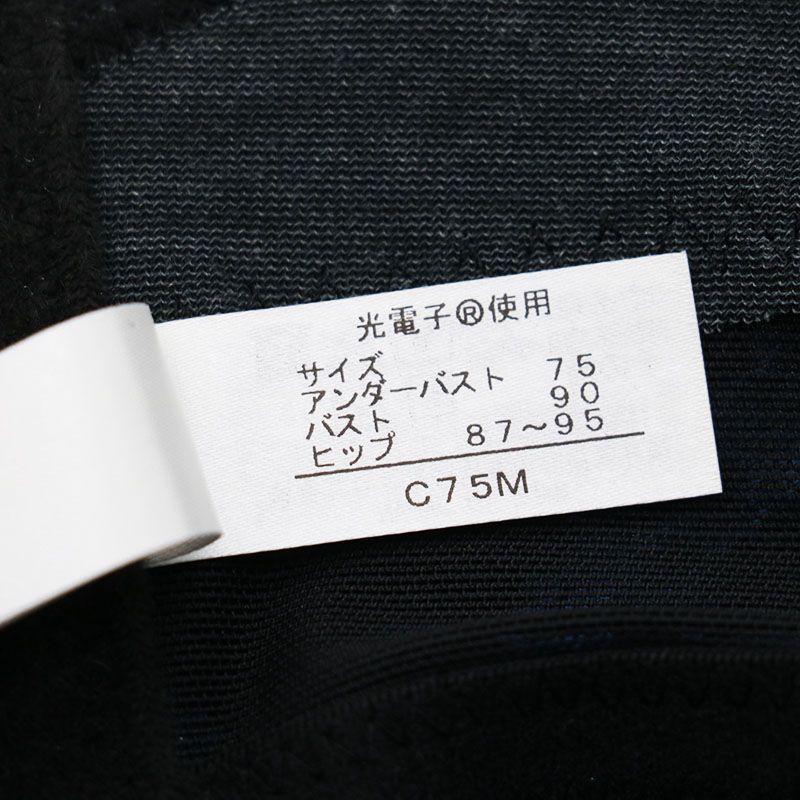 光電子®使用
サイズ
アンダーバスト 75
バスト 90
ヒップ 87〜95
C75M